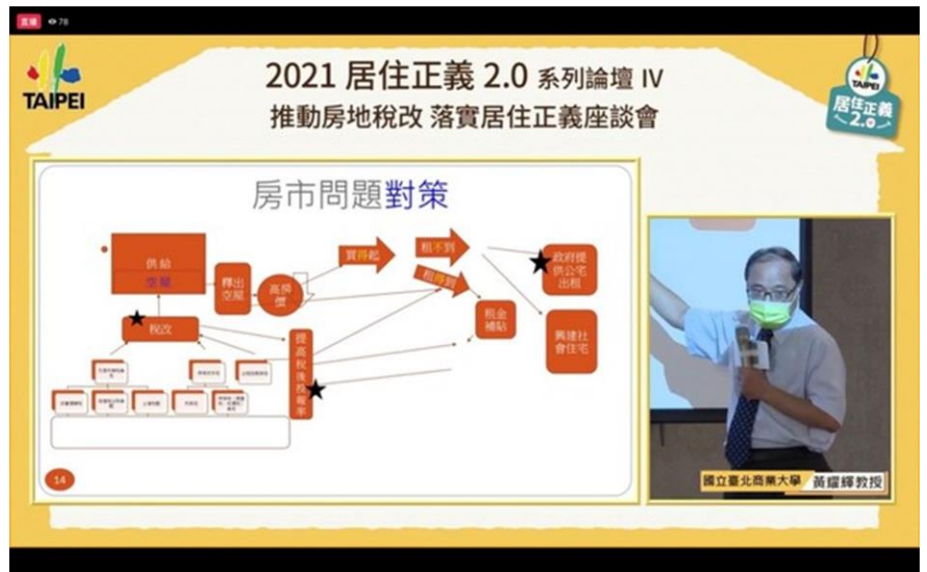 直播 78
TAIPEI
2021 居住正義 2.0 系列論壇 IV
推動房地稅改 落實居住正義座談會
TAIPEI
居住正義
2.0
房市問題對策
供給
空屋
釋出
空屋
高房
價
買得起
租不到
租得到
政府提
供公宅
出租
租金
補貼
興建社
會住宅
稅改
提高稅後投報率
14
國立臺北商業大學 黃耀輝教授